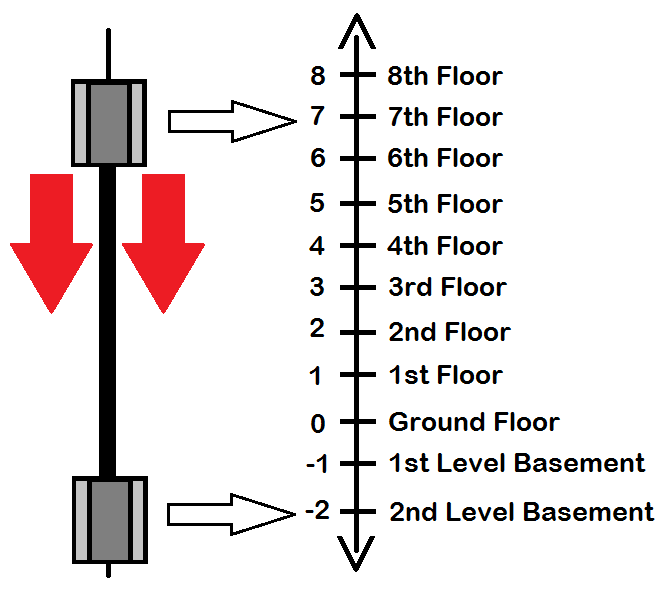 8 8th Floor
7 7th Floor
6 6th Floor
5 5th Floor
4 4th Floor
3 3rd Floor
2 2nd Floor
1 1st Floor
0 Ground Floor
-1 1st Level Basement
-2 2nd Level Basement